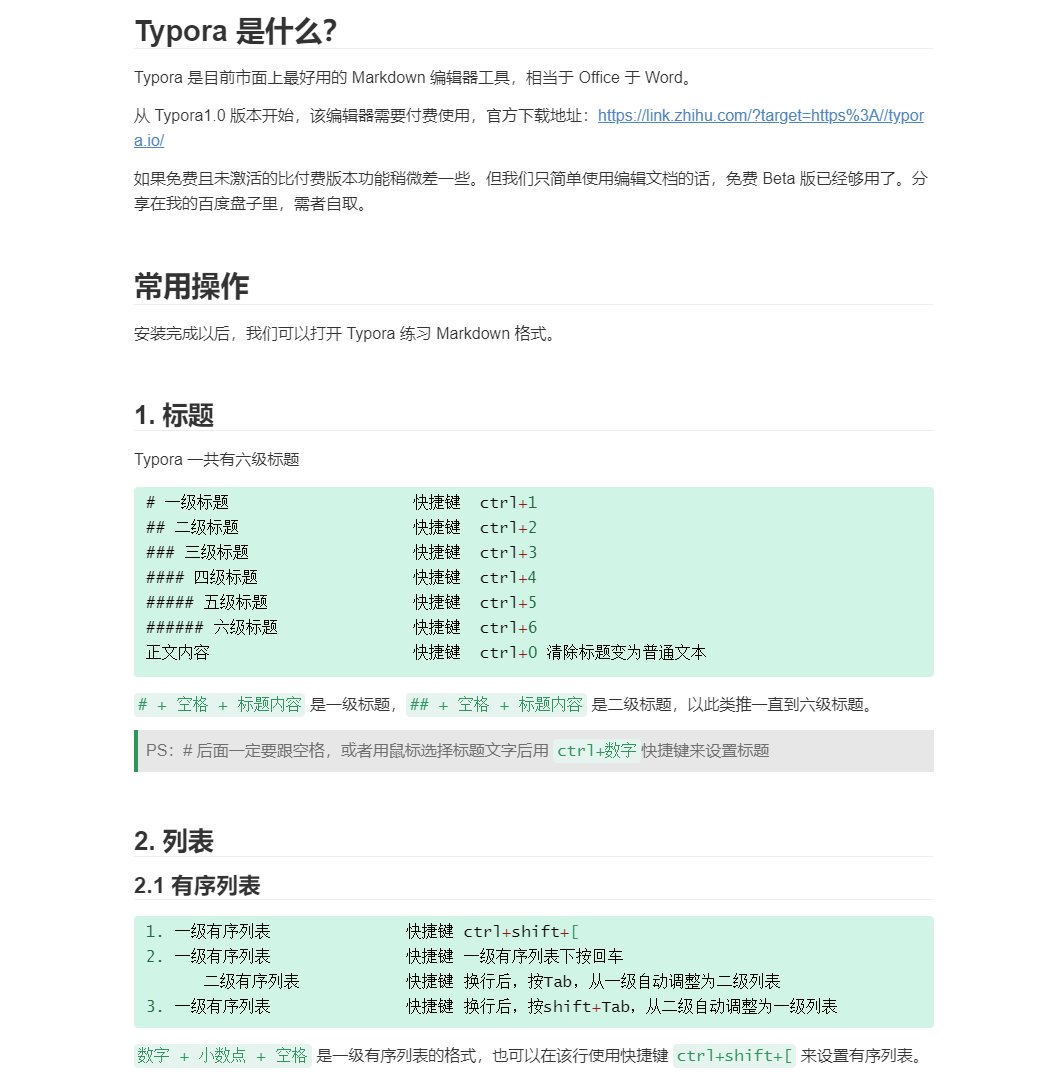 Typora 是什么？
Typora 是目前市面上最好用的 Markdown 编辑器工具，相当于 Office 于 Word。
从 Typora1.0 版本开始，该编辑器需要付费使用，官方下载地址：https://link.zhihu.com/?target=https%3A//typor
a.io/
如果免费且未激活的比付费版本功能稍微差一些。但我们只简单使用编辑文档的话，免费 Beta 版已经够用了。分
享在我的百度盘子里，需者自取。
常用操作
安装完成以后，我们可以打开 Typora 练习 Markdown 格式。
1. 标题
Typora 一共有六级标题
# 一级标题 快捷键 ctrl+1
## 二级标题 快捷键 ctrl+2
### 三级标题 快捷键 ctrl+3
#### 四级标题 快捷键 ctrl+4
##### 五级标题 快捷键 ctrl+5
###### 六级标题 快捷键 ctrl+6
正文内容 快捷键 ctrl+0 清除标题变为普通文本
# + 空格 + 标题内容 是一级标题，## + 空格 + 标题内容 是二级标题，以此类推一直到六级标题。
PS：# 后面一定要跟空格，或者用鼠标选择标题文字后用 ctrl+数字 快捷键来设置标题
2. 列表
2.1 有序列表
1. 一级有序列表 快捷键 ctrl+shift+[
2. 一级有序列表 快捷键 一级有序列表下按回车
二级有序列表 快捷键 换行后，按Tab，从一级自动调整为二级列表
3. 一级有序列表 快捷键 换行后，按shift+Tab，从二级自动调整为一级列表
数字 + 小数点 + 空格 是一级有序列表的格式，也可以在该行使用快捷键 ctrl+shift+[ 来设置有序列表。